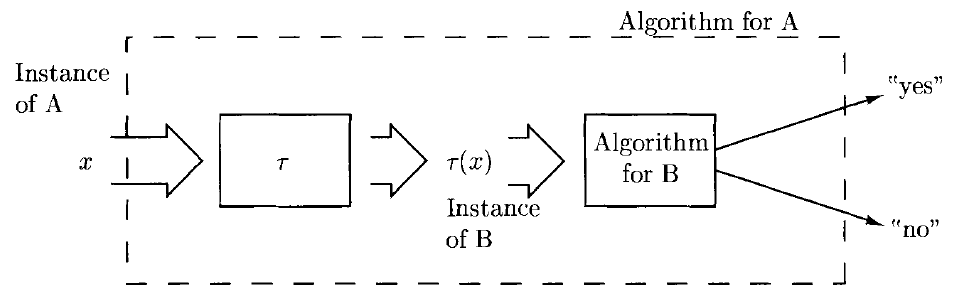 Algorithm for A
Instance
of A
x
τ
τ(x)
Instance
of B
Algorithm
for B
“yes”
“no”